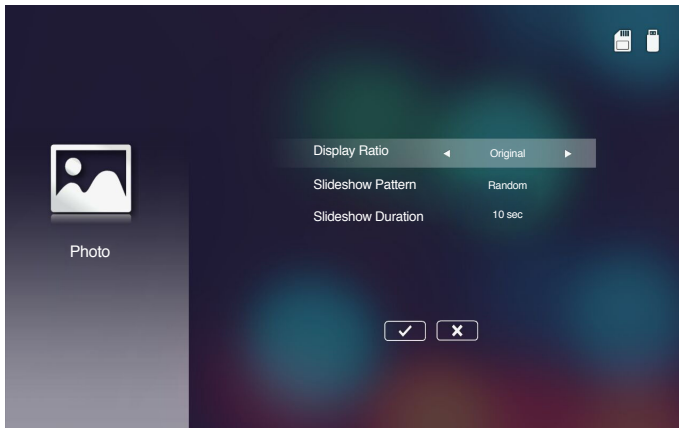 Photo
Display Ratio ◄ Original ►
Slideshow Pattern Random
Slideshow Duration 10 sec